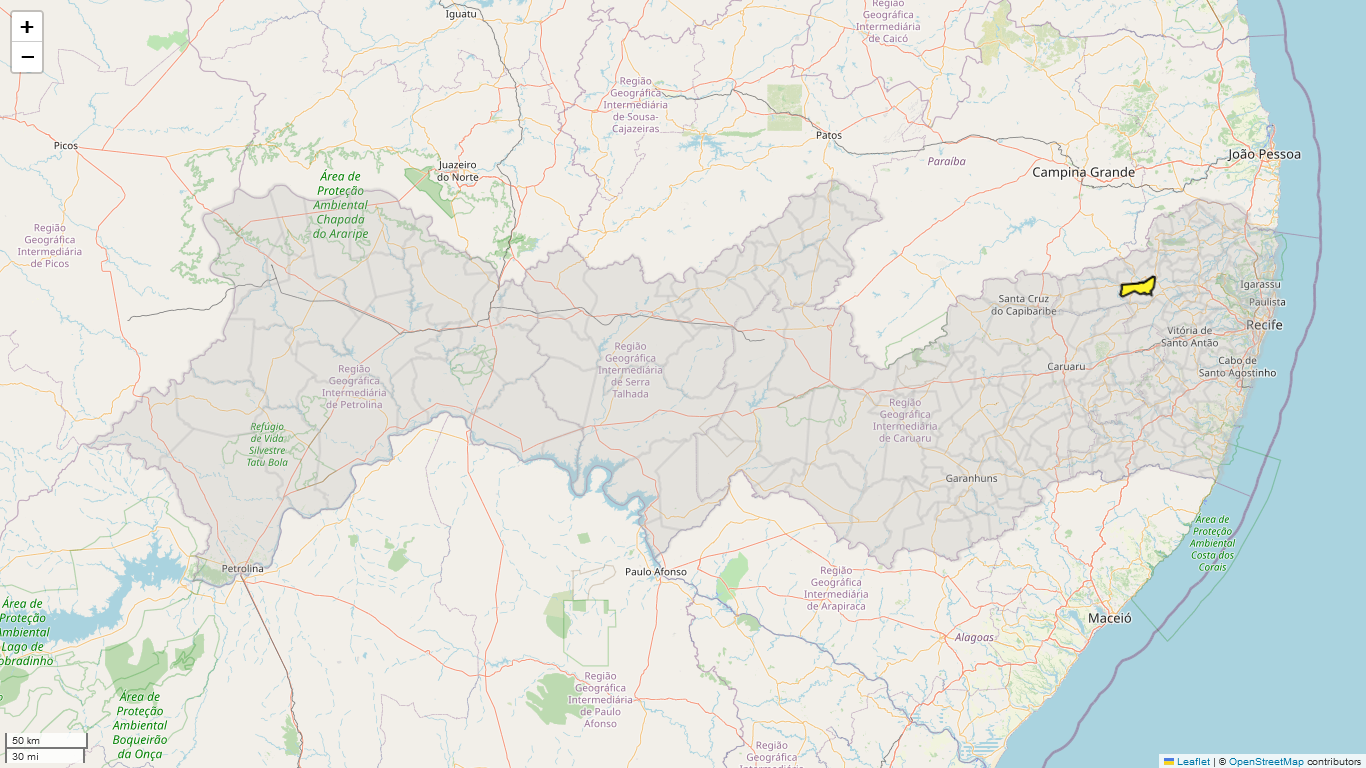 +
−
Iguatu
Região
Geográfica
Intermediária
de Caicó
Região
Geográfica
Intermediária
de Sousa-
Cajazeiras
Patos
Picos
Juazeiro
do Norte
Paraíba
João Pessoa
Campina Grande
Área de
Proteção
Ambiental
Chapada
do Araripe
Região
Geográfica
Intermediária
de Picos
Igarassu
Paulista
Recife
Santa Cruz
do Capibaribe
Vitória de
Santo Antão
Cabo de
Santo Agostinho
Caruaru
Região
Geográfica
Intermediária
de Serra
Talhada
Região
Geográfica
Intermediária
de Petrolina
Região
Geográfica
Intermediária
de Caruaru
Refúgio
de Vida
Silvestre
Tatu Bola
Garanhuns
Área de
Proteção
Ambiental
Costa dos
Corais
Petrolina
Paulo Afonso
Região
Geográfica
Intermediária
de Arapiraca
Área de
Proteção
Ambiental
Lago de
obradinho
Maceió
Alagoas
Região
Geográfica
Intermediária
de Paulo
Afonso
Área de
Proteção
Ambiental
Boqueirão
da Onça
Região
Geográfica
Intermediária
50 km
30 mi
Leaflet | © OpenStreetMap contributors